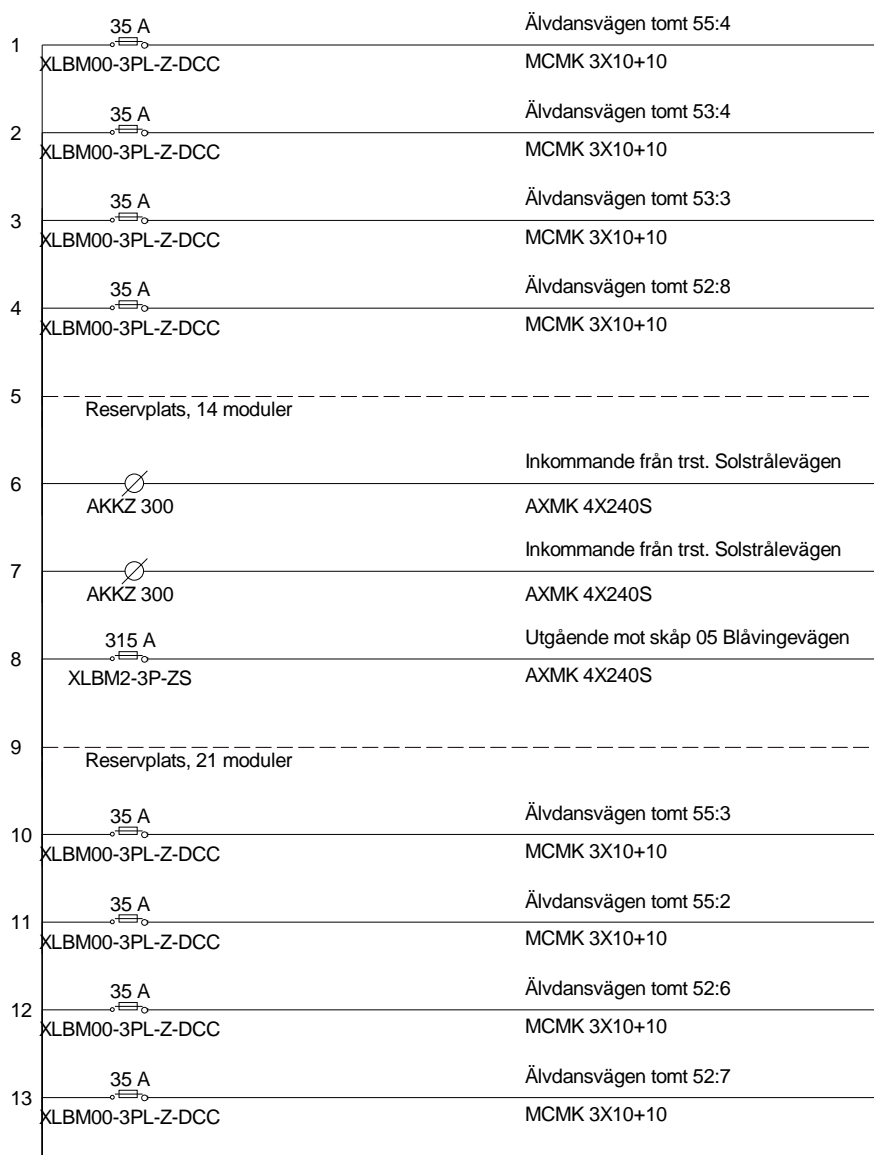 35 A
Älvdansvägen tomt 55:4
1
XLBM00-3PL-Z-DCC
MCMK 3X10+10
35 A
Älvdansvägen tomt 53:4
2
XLBM00-3PL-Z-DCC
MCMK 3X10+10
35 A
Älvdansvägen tomt 53:3
3
XLBM00-3PL-Z-DCC
MCMK 3X10+10
35 A
Älvdansvägen tomt 52:8
4
XLBM00-3PL-Z-DCC
MCMK 3X10+10
5
Reservplats, 14 moduler
Inkommande från trst. Solstrålevägen
6
AKKZ 300
AXMK 4X240S
Inkommande från trst. Solstrålevägen
7
AKKZ 300
AXMK 4X240S
315 A
Utgående mot skåp 05 Blåvingevägen
8
XLBM2-3P-ZS
AXMK 4X240S
9
Reservplats, 21 moduler
35 A
Älvdansvägen tomt 55:3
10
XLBM00-3PL-Z-DCC
MCMK 3X10+10
35 A
Älvdansvägen tomt 55:2
11
XLBM00-3PL-Z-DCC
MCMK 3X10+10
35 A
Älvdansvägen tomt 52:6
12
XLBM00-3PL-Z-DCC
MCMK 3X10+10
35 A
Älvdansvägen tomt 52:7
13
XLBM00-3PL-Z-DCC
MCMK 3X10+10